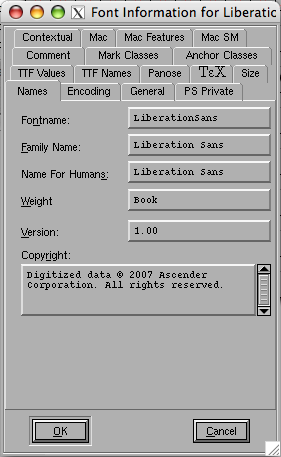 Font Information for Liberatic
Contextual Mac Mac Features Mac SM
Comment Mark Classes Anchor Classes
TTF Values TTF Names Panose TεX Size
Names Encoding General PS Private
Fontname: LiberationSans
Family Name: Liberation Sans
Name For Humans: Liberation Sans
Weight Book
Version: 1.00
Copyright:
Digitized data © 2007 Ascender
Corporation. All rights reserved.
OK Cancel